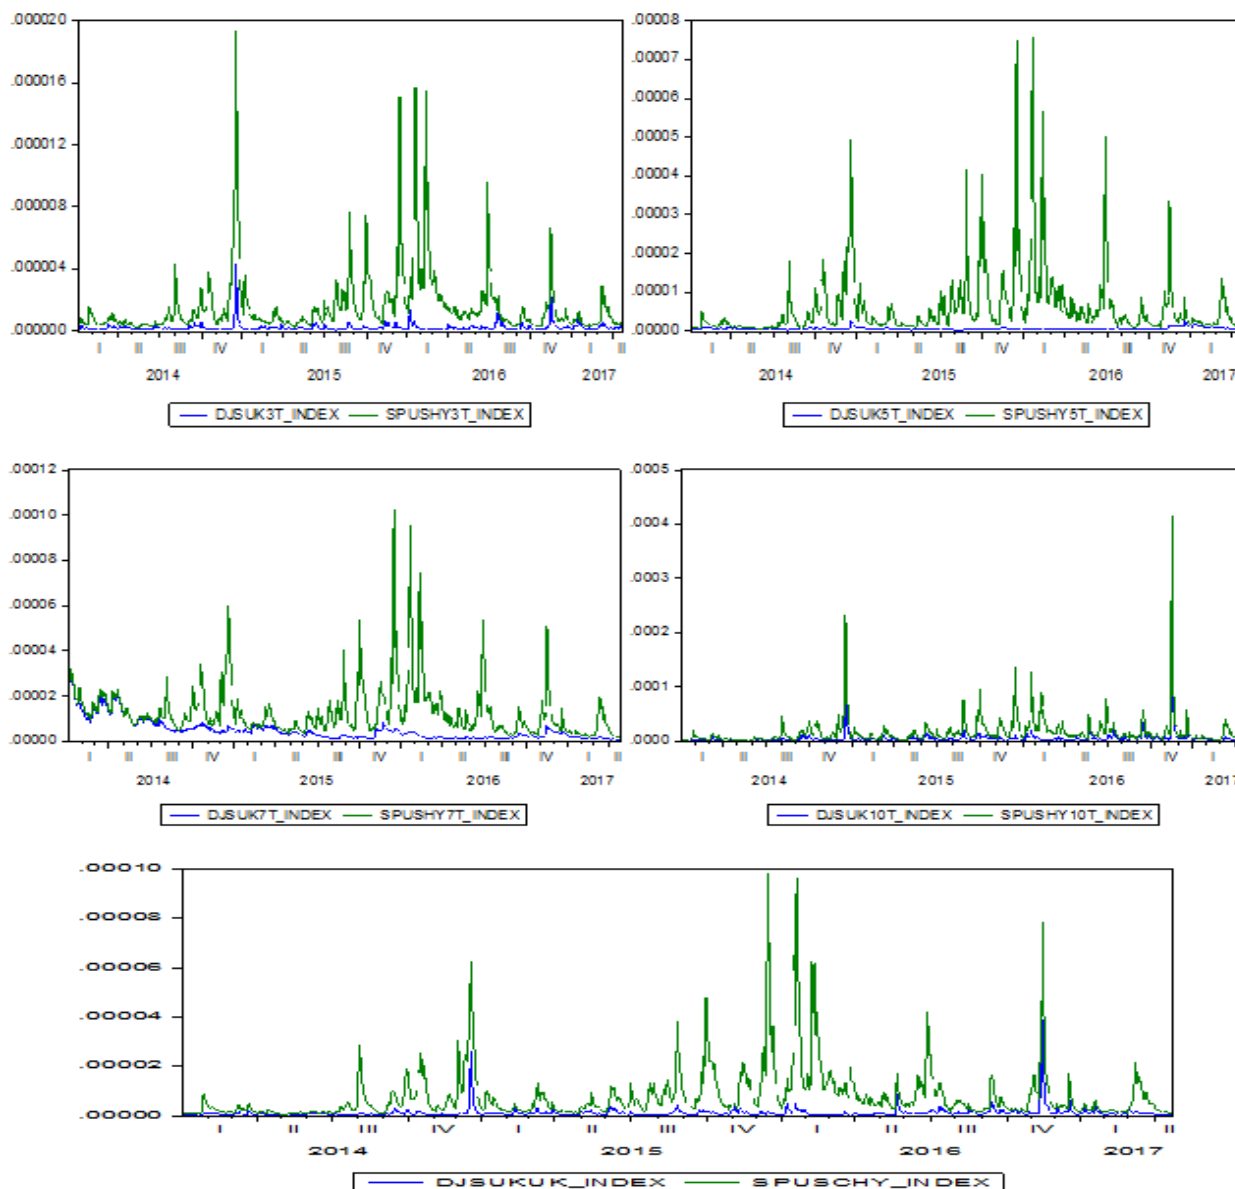 .000020
.000016
.000012
.000008
.000004
.000000
I II III IV I II III IV I II III IV I II
2014 2015 2016 2017
DJSUK3T_INDEX SPUSHY3T_INDEX
.00008
.00007
.00006
.00005
.00004
.00003
.00002
.00001
.00000
I II III IV I II III IV I II III IV I
2014 2015 2016 2017
DJSUK5T_INDEX SPUSHY5T_INDEX
.00012
.00010
.00008
.00006
.00004
.00002
.00000
I II III IV I II III IV I II III IV I II
2014 2015 2016 2017
DJSUK7T_INDEX SPUSHY7T_INDEX
.0005
.0004
.0003
.0002
.0001
.0000
I II III IV I II III IV I II III IV I
2014 2015 2016 2017
DJSUK10T_INDEX SPUSHY10T_INDEX
.00010
.00008
.00006
.00004
.00002
.00000
I II III IV I II III IV I II III IV I II
2014 2015 2016 2017
DJSUKUK_INDEX SPUSCHY_INDEX